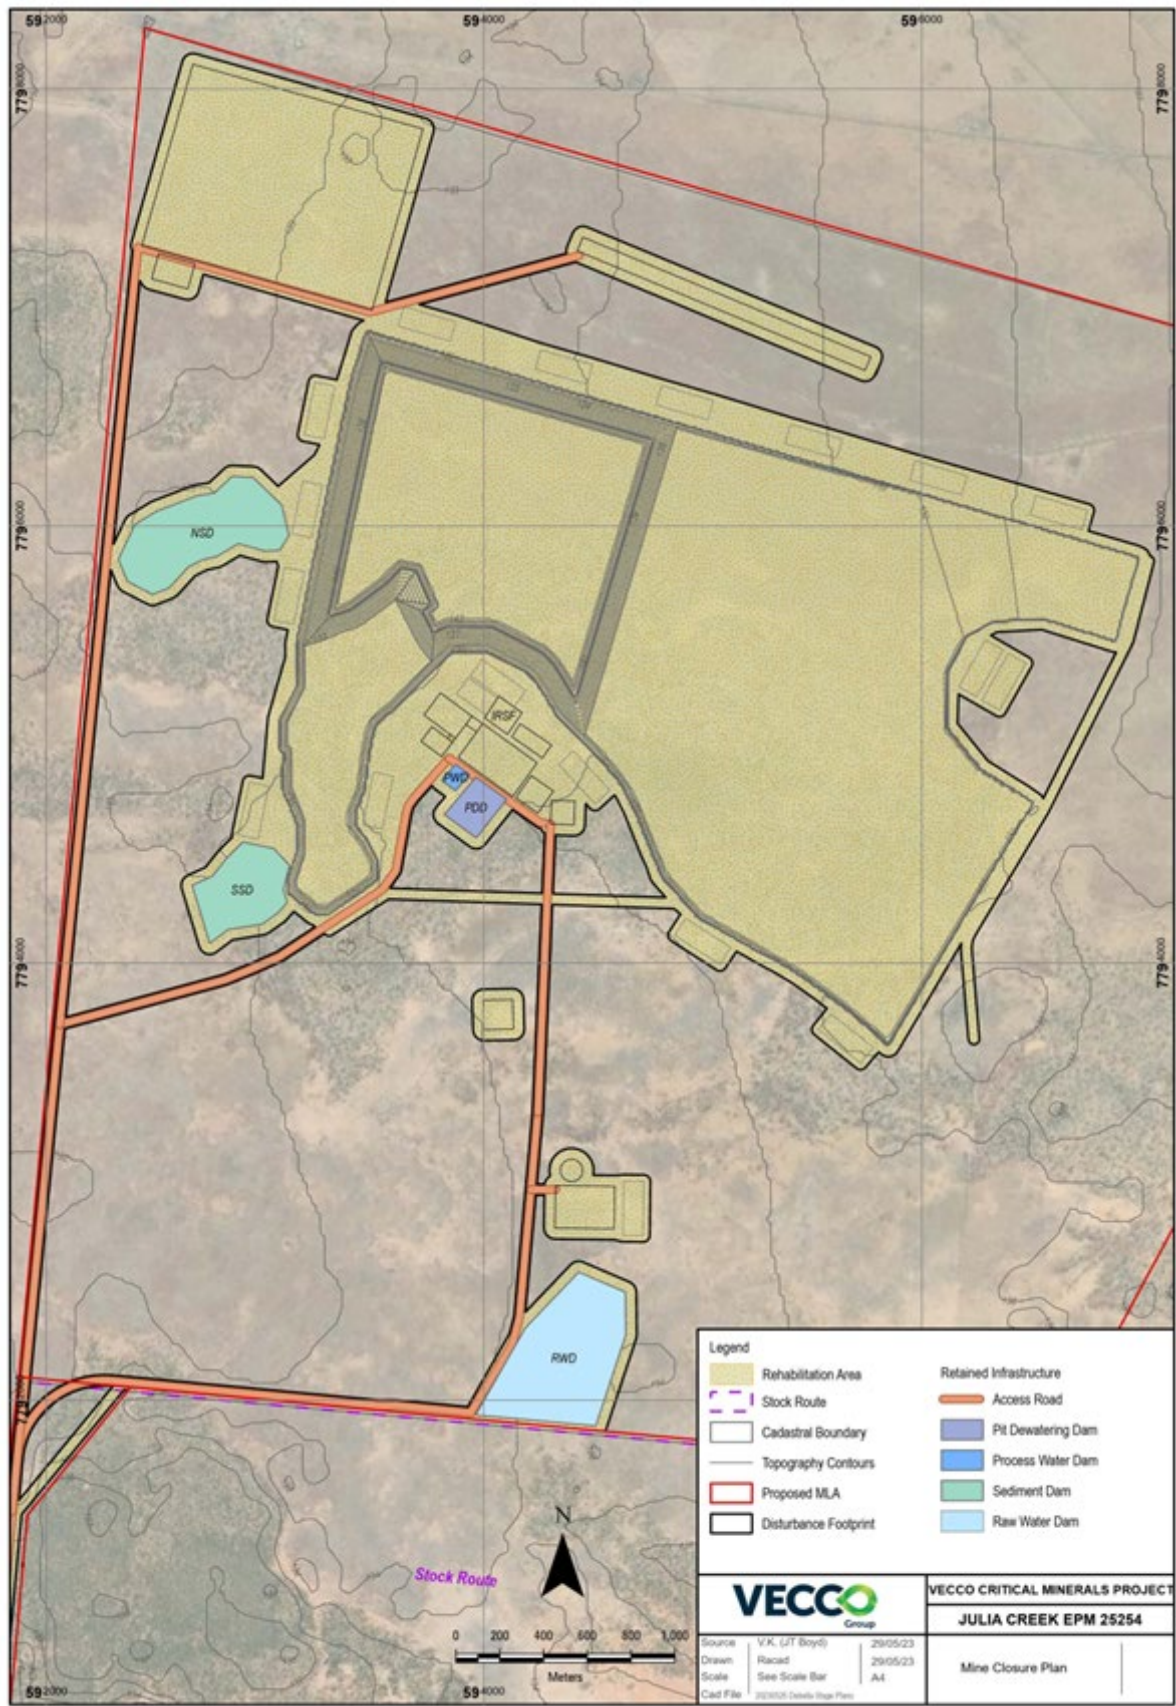 592000
594000
596000
7798000
7798000
NSD
7796000
7796000
IRSF
PWD
PDD
SSD
7794000
7794000
RWD
7792000
Stock Route
N
0 200 400 600 800 1,000
Meters
592000
594000
Legend
Rehabilitation Area
Stock Route
Cadastral Boundary
Topography Contours
Proposed MLA
Disturbance Footprint
Retained Infrastructure
Access Road
Pit Dewatering Dam
Process Water Dam
Sediment Dam
Raw Water Dam
VECCO
Group
VECCO CRITICAL MINERALS PROJECT
JULIA CREEK EPM 25254
Source V.K. (JT Boyd) 29/05/23
Drawn Racad 29/05/23
Scale See Scale Bar A4
Cad File
Mine Closure Plan